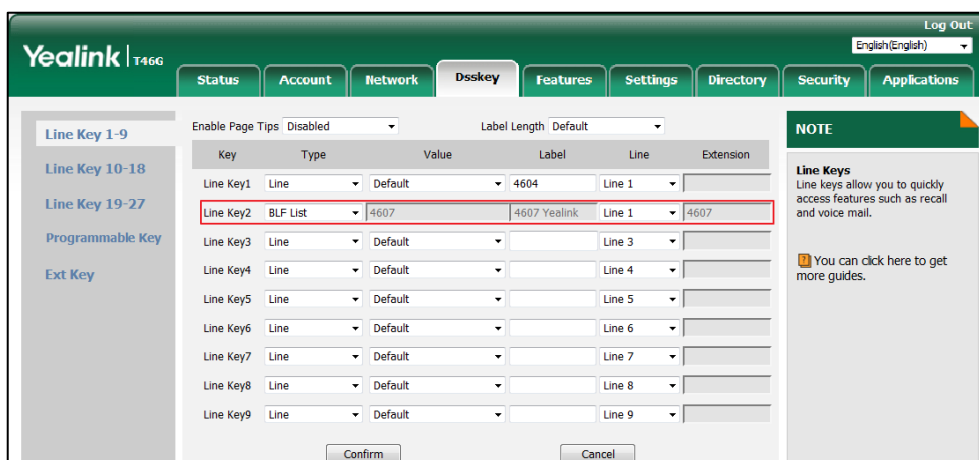 Log Out
Yealink T46G
English(English)
Status Account Network Dsskey Features Settings Directory Security Applications
Line Key 1-9
Line Key 10-18
Line Key 19-27
Programmable Key
Ext Key
Enable Page Tips Disabled Label Length Default
Key Type Value Label Line Extension
Line Key1 Line Default 4604 Line 1
Line Key2 BLF List 4607 4607 Yealink Line 1 4607
Line Key3 Line Default Line 3
Line Key4 Line Default Line 4
Line Key5 Line Default Line 5
Line Key6 Line Default Line 6
Line Key7 Line Default Line 7
Line Key8 Line Default Line 8
Line Key9 Line Default Line 9
Confirm Cancel
NOTE
Line Keys
Line keys allow you to quickly
access features such as recall
and voice mail.
? You can click here to get
more guides.